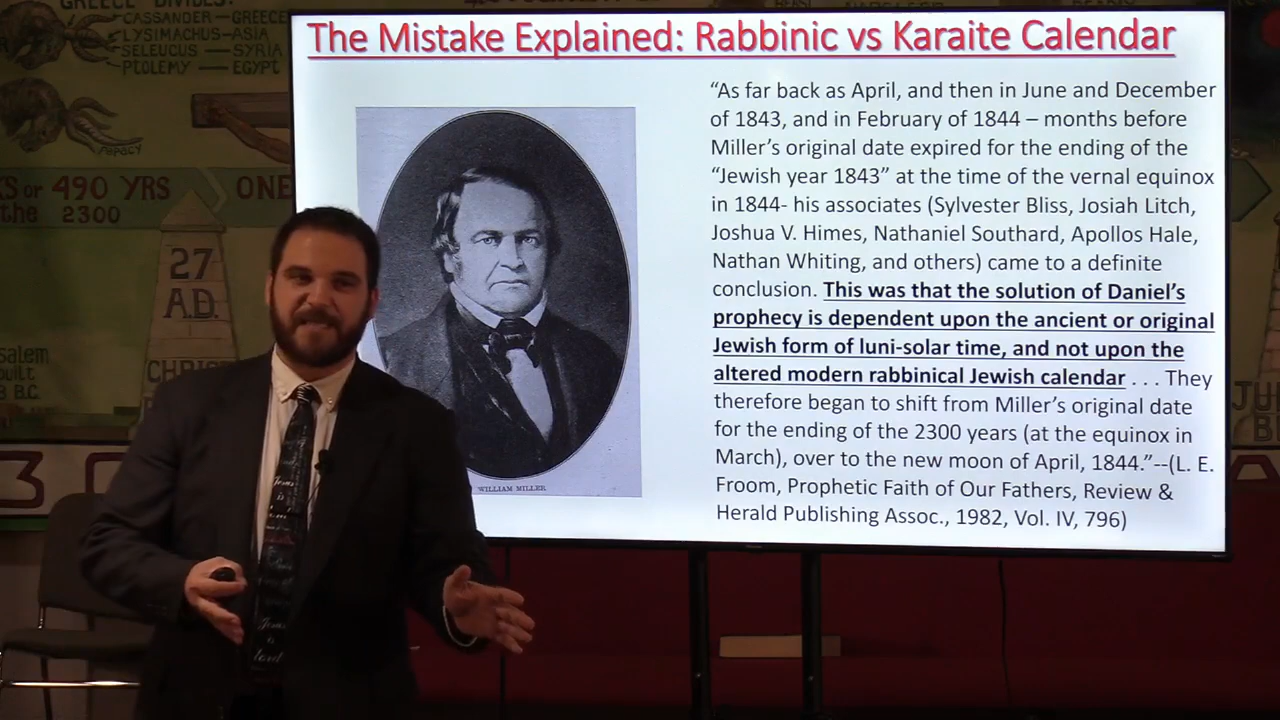 GREECE DIVIDES:
CASSANDER - GREECE
LYSIMACHUS - ASIA
SELEUCUS - SYRIA
PTOLEMY - EGYPT
PAPACY
OR 490 YRS
ONE
the 2300
27
A.D.
CHRIS
B.C.
3
The Mistake Explained: Rabbinic vs Karaite Calendar
WILLIAM MILLER
“As far back as April, and then in June and December
of 1843, and in February of 1844 – months before
Miller’s original date expired for the ending of the
“Jewish year 1843” at the time of the vernal equinox
in 1844- his associates (Sylvester Bliss, Josiah Litch,
Joshua V. Himes, Nathaniel Southard, Apollos Hale,
Nathan Whiting, and others) came to a definite
conclusion. This was that the solution of Daniel’s
prophecy is dependent upon the ancient or original
Jewish form of luni-solar time, and not upon the
altered modern rabbinical Jewish calendar . . . They
therefore began to shift from Miller’s original date
for the ending of the 2300 years (at the equinox in
March), over to the new moon of April, 1844.”--(L. E.
Froom, Prophetic Faith of Our Fathers, Review &
Herald Publishing Assoc., 1982, Vol. IV, 796)
Jesus
is
Jesus
is
Lord